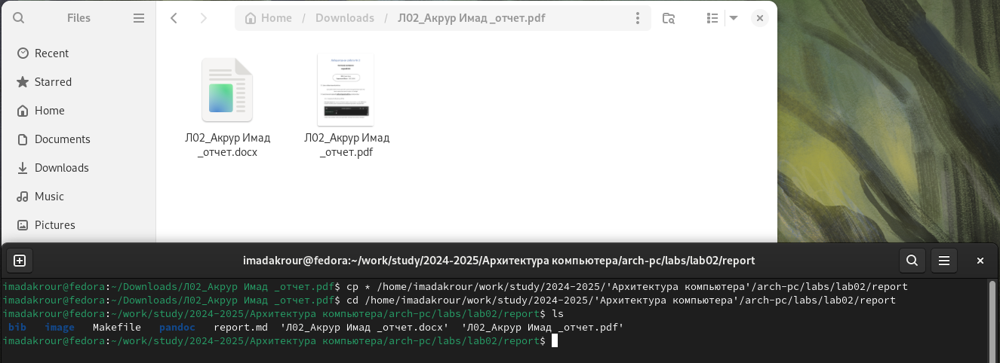 Files
Home / Downloads / Л02_Акрур Имад _отчет.pdf
Recent
Starred
Home
Documents
Downloads
Music
Pictures
Л02_Акрур Имад
_отчет.docx
Л02_Акрур Имад
_отчет.pdf
imadakrour@fedora:~/work/study/2024-2025/Архитектура компьютера/arch-pc/labs/lab02/report
imadakrour@fedora:~/Downloads/Л02_Акрур Имад _отчет.pdf$ cp * /home/imadakrour/work/study/2024-2025/'Архитектура компьютера'/arch-pc/labs/lab02/report
imadakrour@fedora:~/Downloads/Л02_Акрур Имад _отчет.pdf$ cd /home/imadakrour/work/study/2024-2025/'Архитектура компьютера'/arch-pc/labs/lab02/report
imadakrour@fedora:~/work/study/2024-2025/Архитектура компьютера/arch-pc/labs/lab02/report$ ls
bib image Makefile pandoc report.md 'Л02_Акрур Имад _отчет.docx' 'Л02_Акрур Имад _отчет.pdf'
imadakrour@fedora:~/work/study/2024-2025/Архитектура компьютера/arch-pc/labs/lab02/report$